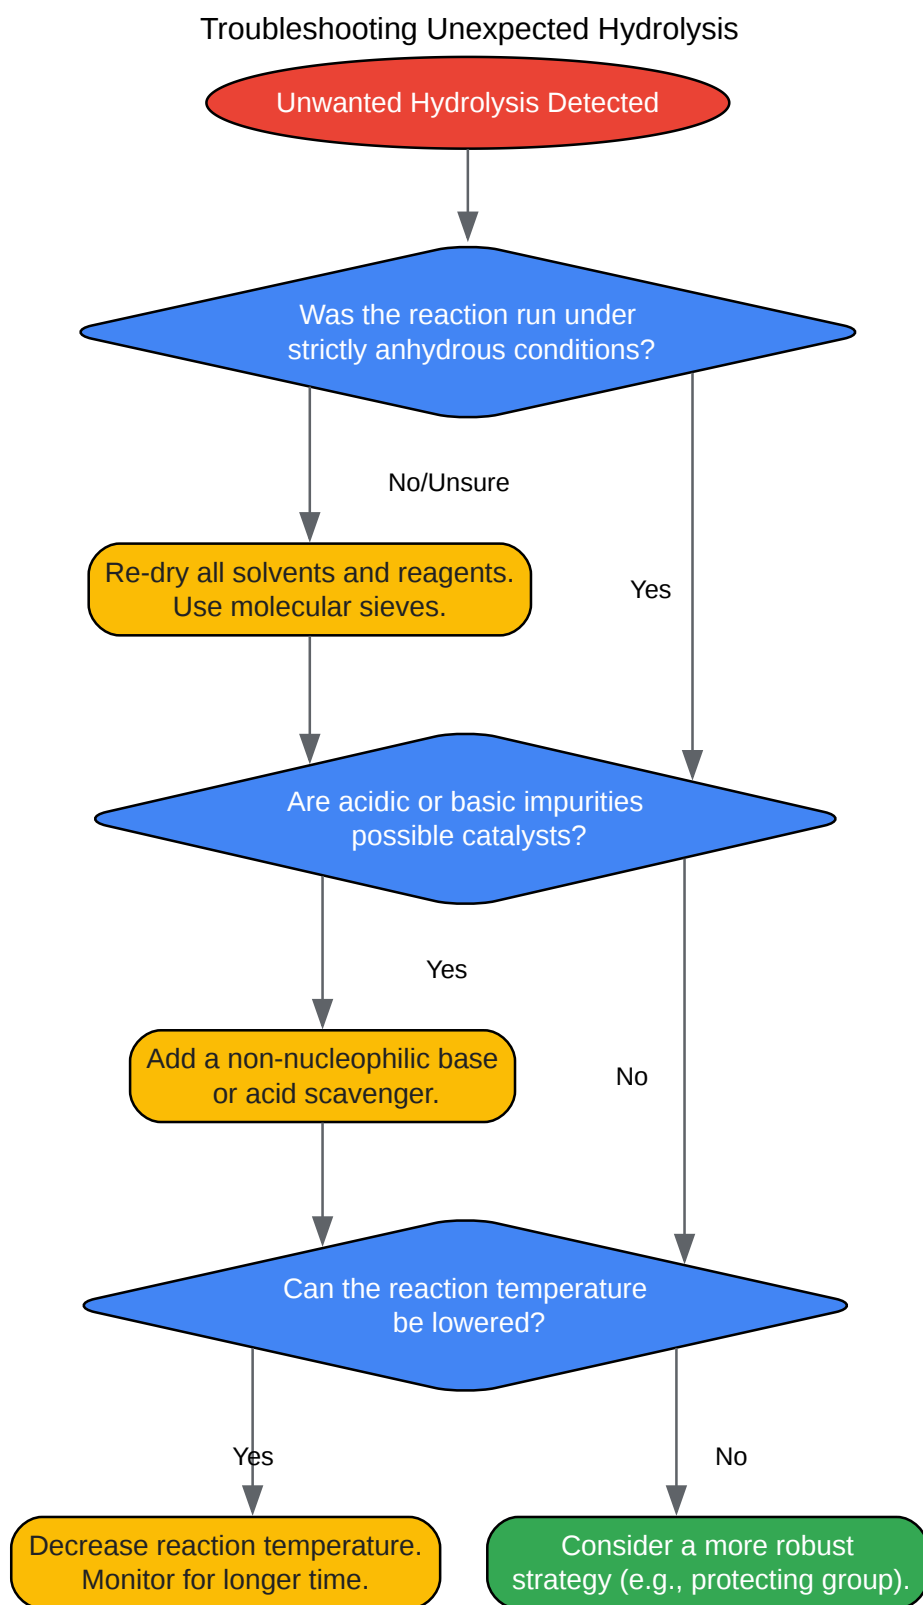 Troubleshooting Unexpected Hydrolysis
Unwanted Hydrolysis Detected
Was the reaction run under
strictly anhydrous conditions?
No/Unsure
Re-dry all solvents and reagents.
Use molecular sieves.
Yes
Are acidic or basic impurities
possible catalysts?
Yes
Add a non-nucleophilic base
or acid scavenger.
No
Can the reaction temperature
be lowered?
Yes
No
Decrease reaction temperature.
Monitor for longer time.
Consider a more robust
strategy (e.g., protecting group).